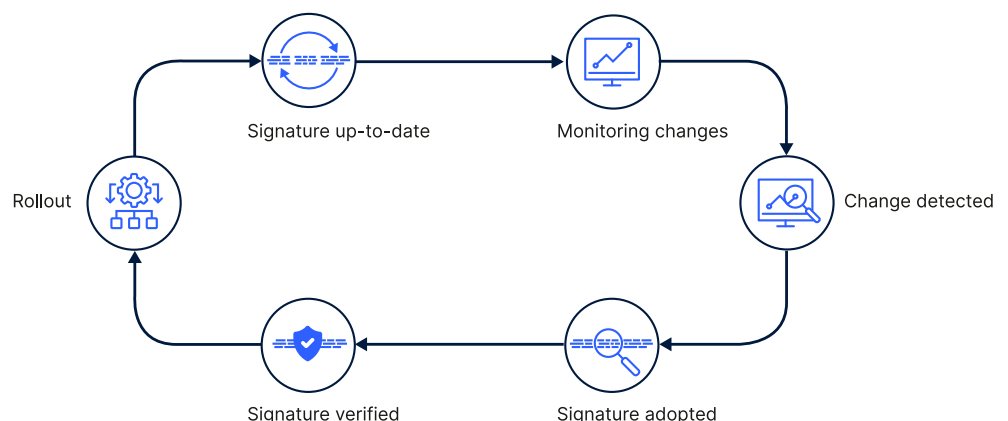 Signature up-to-date
Monitoring changes
Rollout
Change detected
Signature verified
Signature adopted